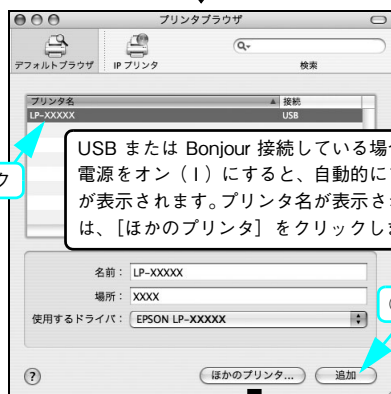 プリンタブラウザ
デフォルトブラウザ IP プリンタ 検索
プリンタ名 接続
LP-XXXXX USB
ク
USB または Bonjour 接続している場
電源をオン（I）にすると、自動的に
が表示されます。プリンタ名が表示さ
は、［ほかのプリンタ］をクリックし
名前： LP-XXXXX
場所： XXXX
使用するドライバ： EPSON LP-XXXXX
? ほかのプリンタ... 追加